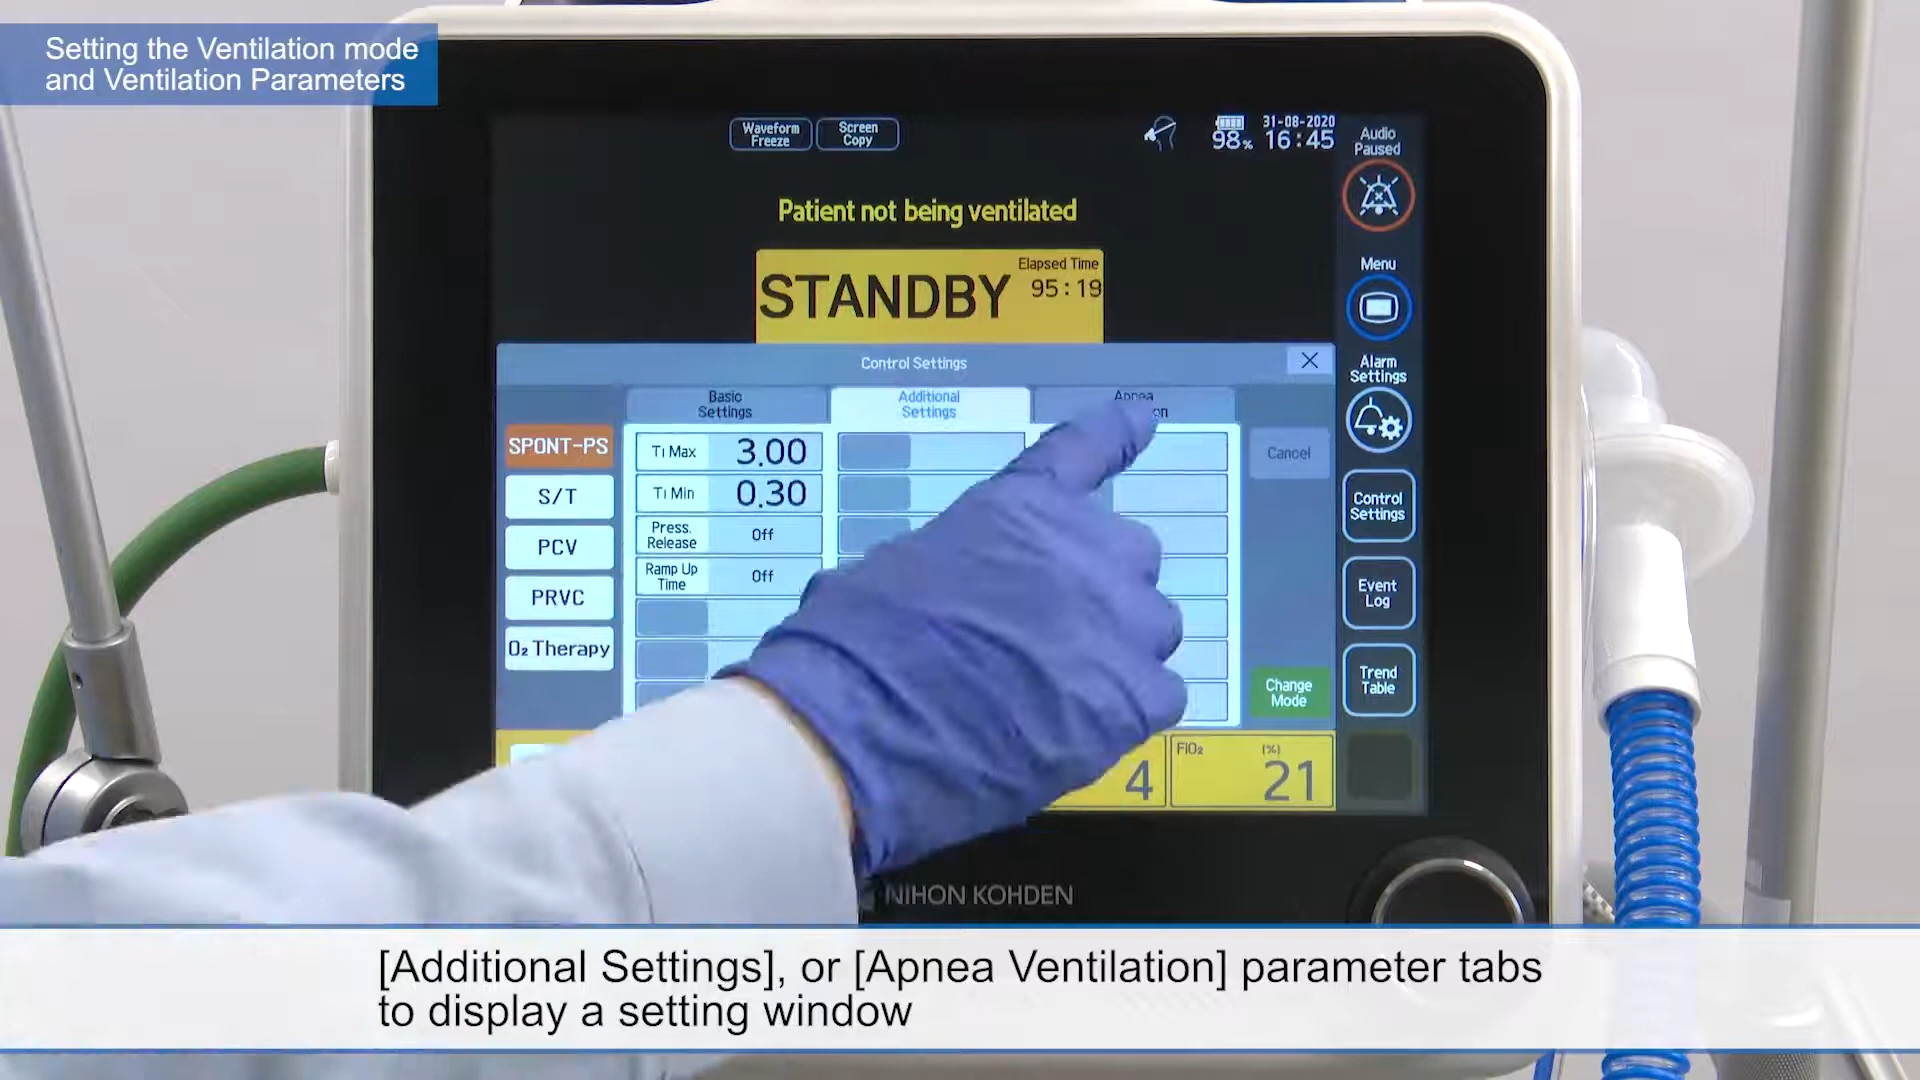 Setting the Ventilation mode
and Ventilation Parameters
Waveform
Freeze
Screen
Copy
98%
31-08-2020
16:45
Audio
Paused
Patient not being ventilated
STANDBY
Elapsed Time
95:19
Menu
Control Settings
Alarm
Settings
Basic
Settings
Additional
Settings
Apnea
SPONT-PS
TI Max 3.00
Cancel
S/T
TI Min 0.30
Control
Settings
PCV
Press.
Release
Off
Ramp Up
Time
Off
PRVC
Event
Log
O₂ Therapy
Change
Mode
Trend
Table
4
FIO₂ (%)
21
NIHON KOHDEN
[Additional Settings], or [Apnea Ventilation] parameter tabs
to display a setting window